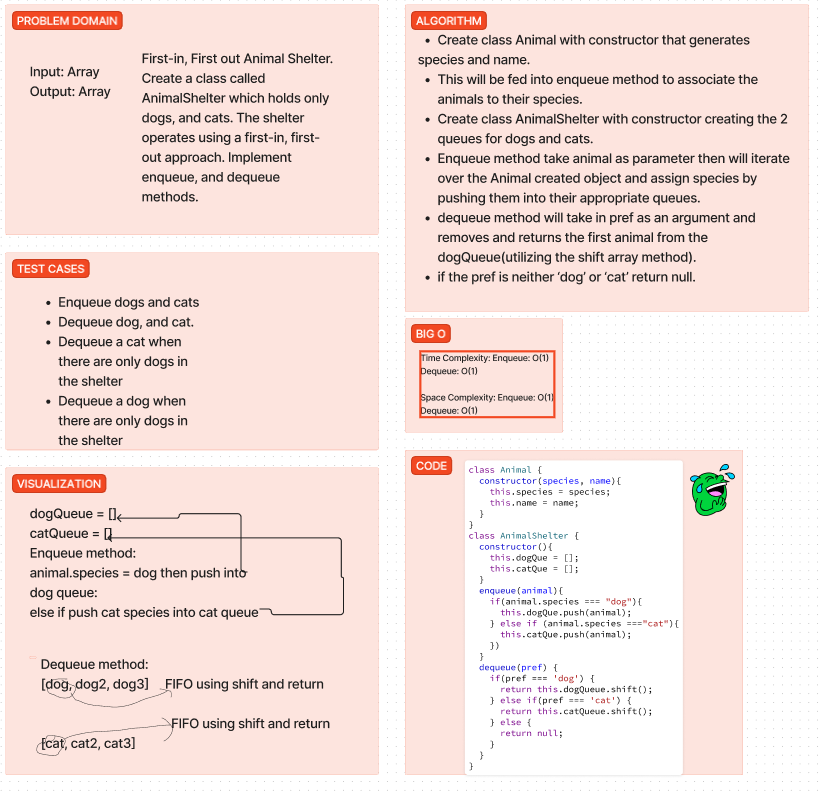 PROBLEM DOMAIN
Input: Array
Output: Array
First-in, First out Animal Shelter.
Create a class called
AnimalShelter which holds only
dogs, and cats. The shelter
operates using a first-in, first-
out approach. Implement
enqueue, and dequeue
methods.
TEST CASES
• Enqueue dogs and cats
• Dequeue dog, and cat.
• Dequeue a cat when
there are only dogs in
the shelter
• Dequeue a dog when
there are only dogs in
the shelter
VISUALIZATION
dogQueue = []
catQueue = []
Enqueue method:
animal.species = dog then push into
dog queue:
else if push cat species into cat queue
Dequeue method:
[dog, dog2, dog3] FIFO using shift and return
FIFO using shift and return
[cat, cat2, cat3]
ALGORITHM
• Create class Animal with constructor that generates
species and name.
• This will be fed into enqueue method to associate the
animals to their species.
• Create class AnimalShelter with constructor creating the 2
queues for dogs and cats.
• Enqueue method take animal as parameter then will iterate
over the Animal created object and assign species by
pushing them into their appropriate queues.
• dequeue method will take in pref as an argument and
removes and returns the first animal from the
dogQueue(utilizing the shift array method).
• if the pref is neither ‘dog’ or ‘cat’ return null.
BIG O
Time Complexity: Enqueue: O(1)
Dequeue: O(1)
Space Complexity: Enqueue: O(1)
Dequeue: O(1)
CODE
class Animal {
constructor(species, name){
this.species = species;
this.name = name;
}
}
class AnimalShelter {
constructor(){
this.dogQue = [];
this.catQue = [];
}
enqueue(animal){
if(animal.species === "dog"){
this.dogQue.push(animal);
} else if (animal.species ==="cat"){
this.catQue.push(animal);
})
}
dequeue(pref) {
if(pref === 'dog') {
return this.dogQueue.shift();
} else if(pref === 'cat') {
return this.catQueue.shift();
} else {
return null;
}
}
}